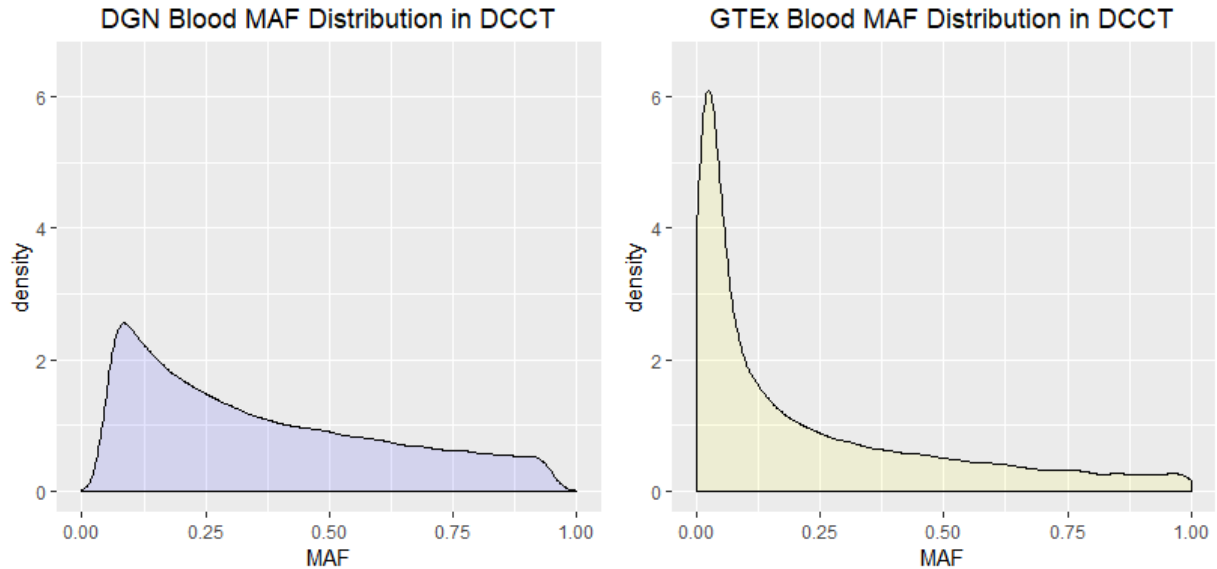 DGN Blood MAF Distribution in DCCT
6
4
2
0
density
0.00 0.25 0.50 0.75 1.00
MAF
GTEx Blood MAF Distribution in DCCT
6
4
2
0
density
0.00 0.25 0.50 0.75 1.00
MAF